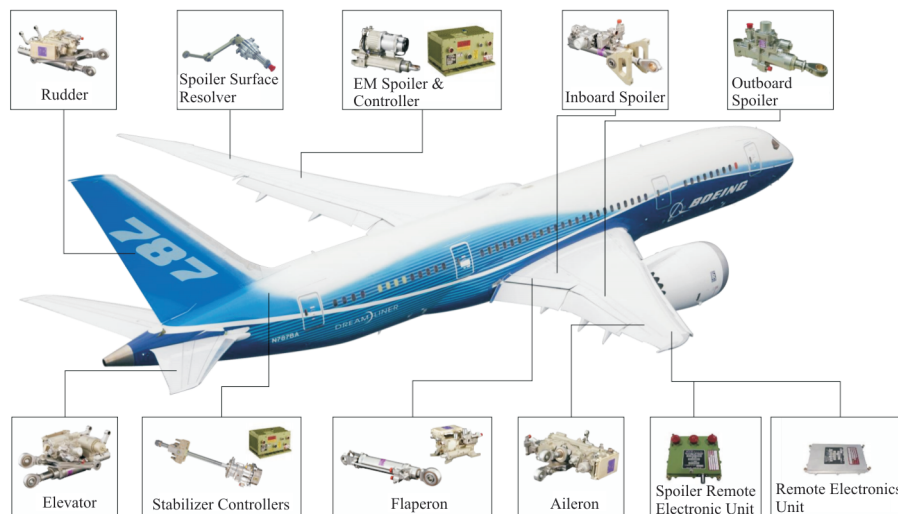 Rudder
Spoiler Surface
Resolver
EM Spoiler &
Controller
Inboard Spoiler
Outboard
Spoiler
BOEING
787
DREAMLINER
N787BA
Elevator
Stabilizer Controllers
Flaperon
Aileron
Spoiler Remote
Electronic Unit
Remote Electronics
Unit